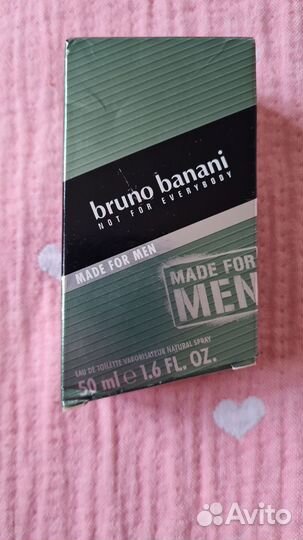 bruno banani
NOT FOR EVERYBODY
MADE FOR MEN
MADE FOR
MEN
EAU DE TOILETTE VAPORISATEUR NATURAL SPRAY
50 ml e 1.6 FL. OZ.
Avito